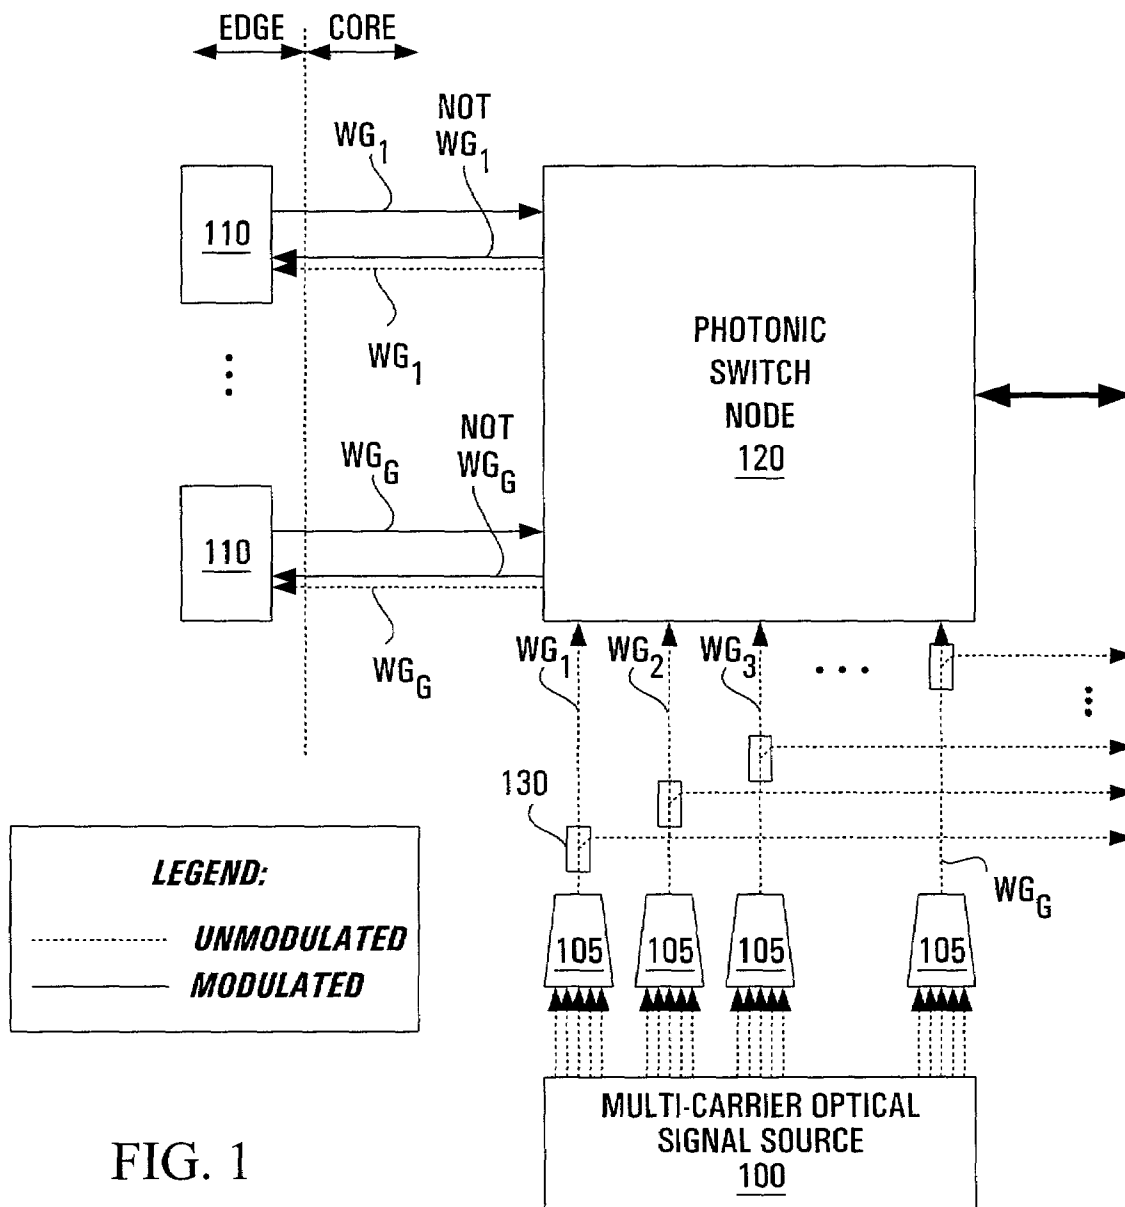 EDGE CORE
NOT
WG1
WG1
110
WG1
PHOTONIC
SWITCH
NODE
120
NOT
WGG
WGG
110
WGG
WG1 WG2 WG3
130
WGG
LEGEND:
UNMODULATED
MODULATED
105 105 105 105
MULTI-CARRIER OPTICAL
SIGNAL SOURCE
100
FIG. 1